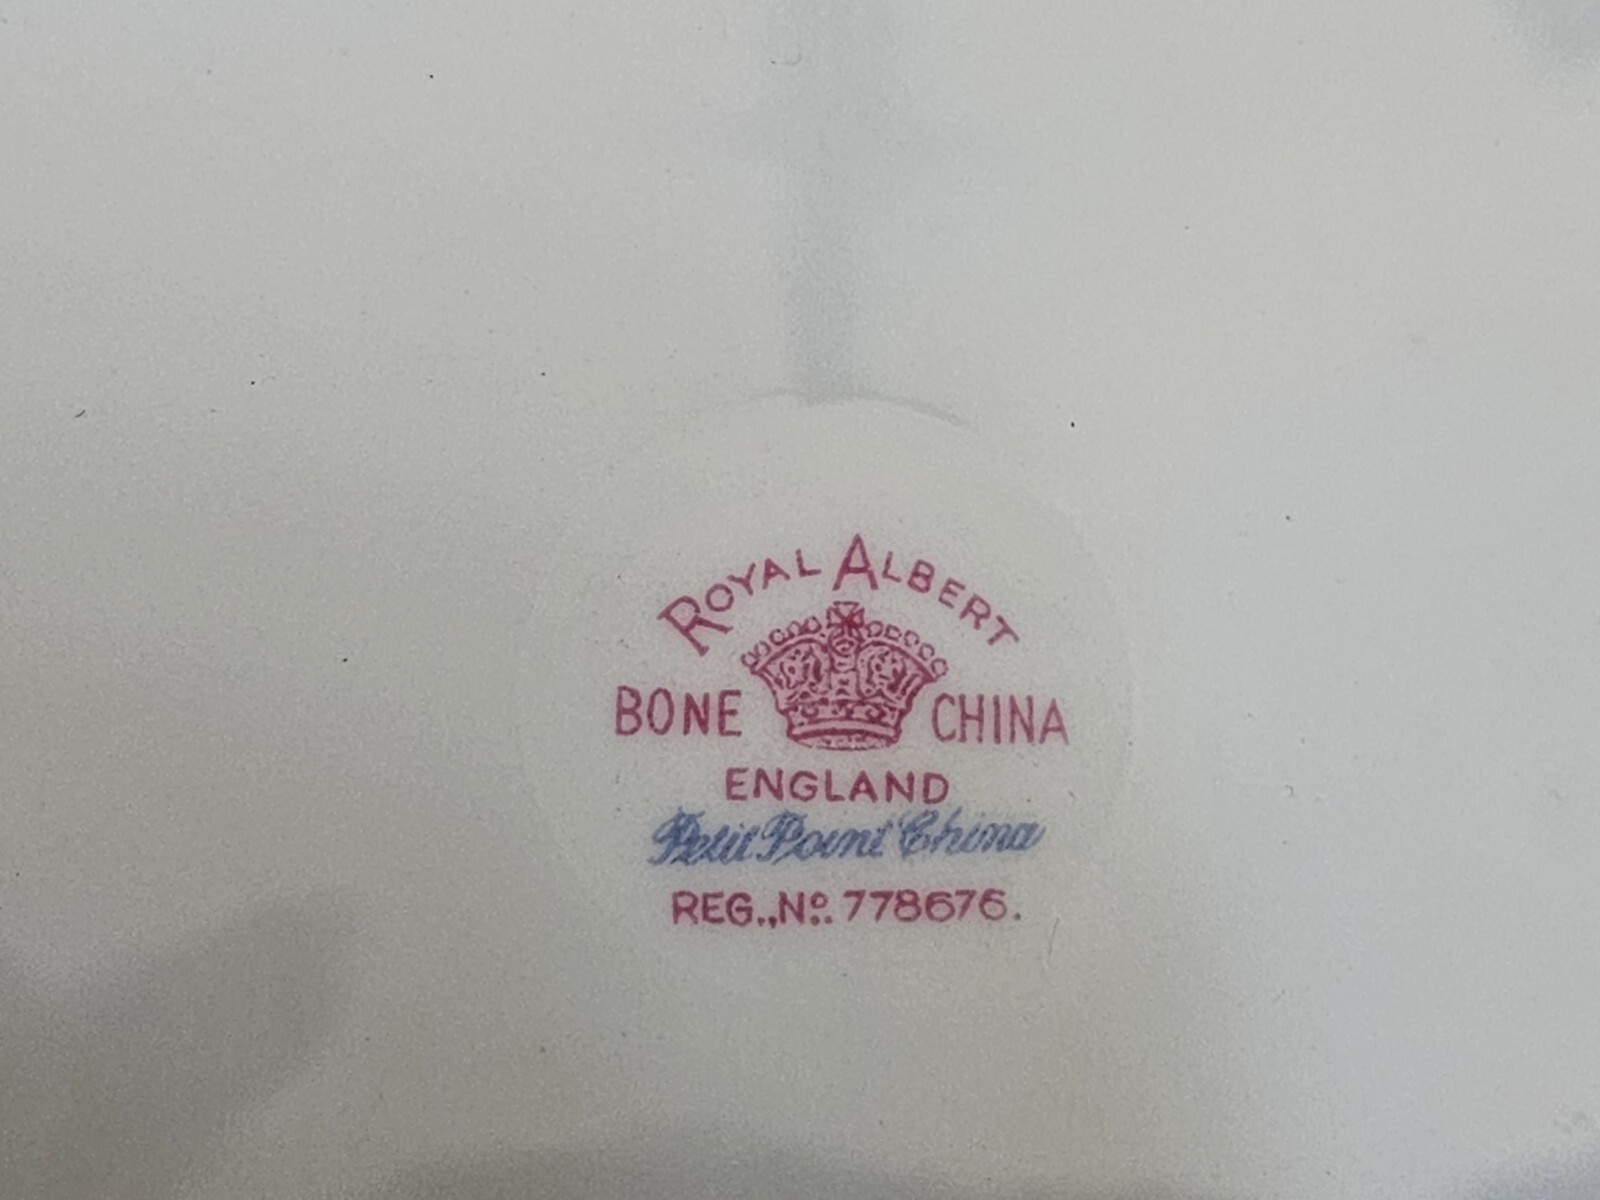 ROYAL ALBERT
BONE CHINA
ENGLAND
Petit Point China
REG., No. 778676.